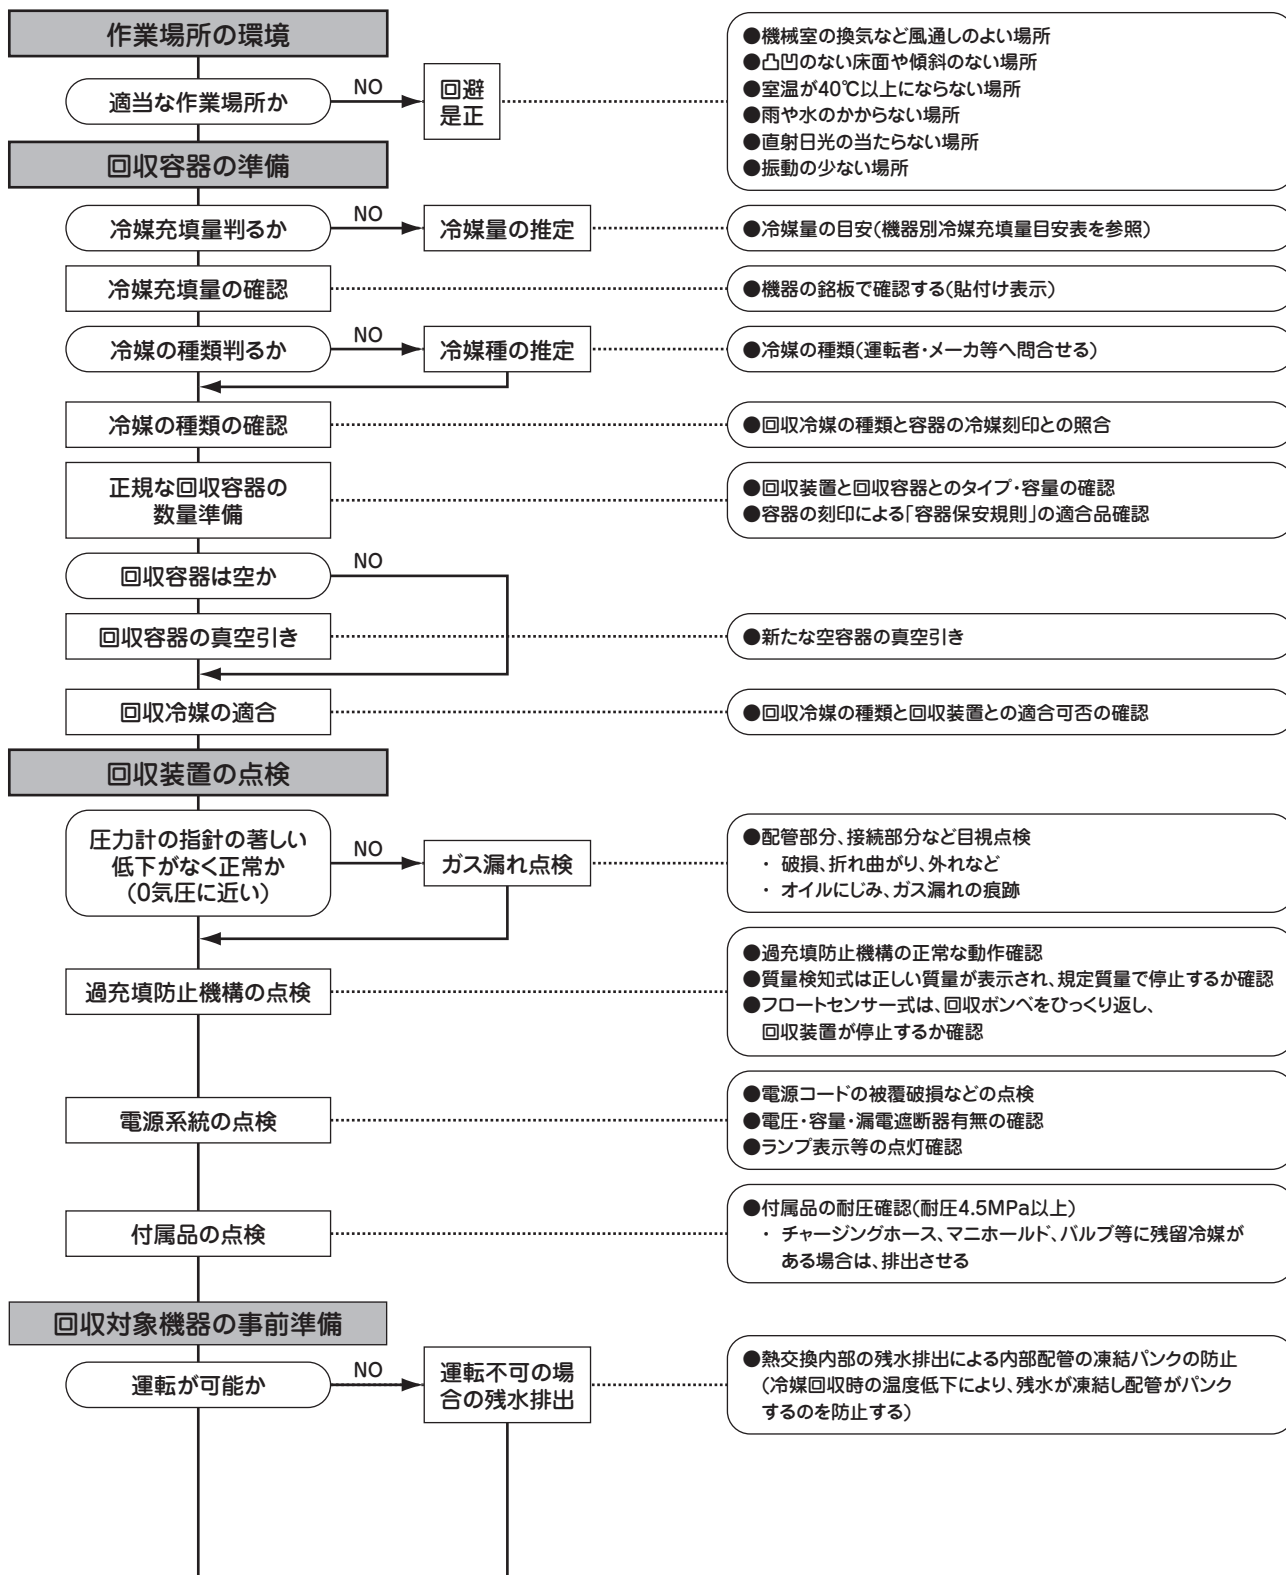 作業場所の環境
適当な作業場所か
NO
回避
是正
●機械室の換気など風通しのよい場所
●凸凹のない床面や傾斜のない場所
●室温が40℃以上にならない場所
●雨や水のかからない場所
●直射日光の当たらない場所
●振動の少ない場所
回収容器の準備
冷媒充填量判るか
NO
冷媒量の推定
●冷媒量の目安(機器別冷媒充填量目安表を参照)
冷媒充填量の確認
●機器の銘板で確認する(貼付け表示)
冷媒の種類判るか
NO
冷媒種の推定
●冷媒の種類(運転者・メーカ等へ問合せる)
冷媒の種類の確認
●回収冷媒の種類と容器の冷媒刻印との照合
正規な回収容器の
数量準備
●回収装置と回収容器とのタイプ・容量の確認
●容器の刻印による「容器保安規則」の適合品確認
回収容器は空か
NO
回収容器の真空引き
●新たな空容器の真空引き
回収冷媒の適合
●回収冷媒の種類と回収装置との適合可否の確認
回収装置の点検
圧力計の指針の著しい
低下がなく正常か
(0気圧に近い)
NO
ガス漏れ点検
●配管部分、接続部分など目視点検
・ 破損、折れ曲がり、外れなど
・ オイルにじみ、ガス漏れの痕跡
過充填防止機構の点検
●過充填防止機構の正常な動作確認
●質量検知式は正しい質量が表示され、規定質量で停止するか確認
●フロートセンサー式は、回収ボンベをひっくり返し、
回収装置が停止するか確認
電源系統の点検
●電源コードの被覆破損などの点検
●電圧・容量・漏電遮断器有無の確認
●ランプ表示等の点灯確認
付属品の点検
●付属品の耐圧確認(耐圧4.5MPa以上)
・ チャージングホース、マニホールド、バルブ等に残留冷媒が
ある場合は、排出させる
回収対象機器の事前準備
運転が可能か
NO
運転不可の場
合の残水排出
●熱交換内部の残水排出による内部配管の凍結パンクの防止
(冷媒回収時の温度低下により、残水が凍結し配管がパンク
するのを防止する)